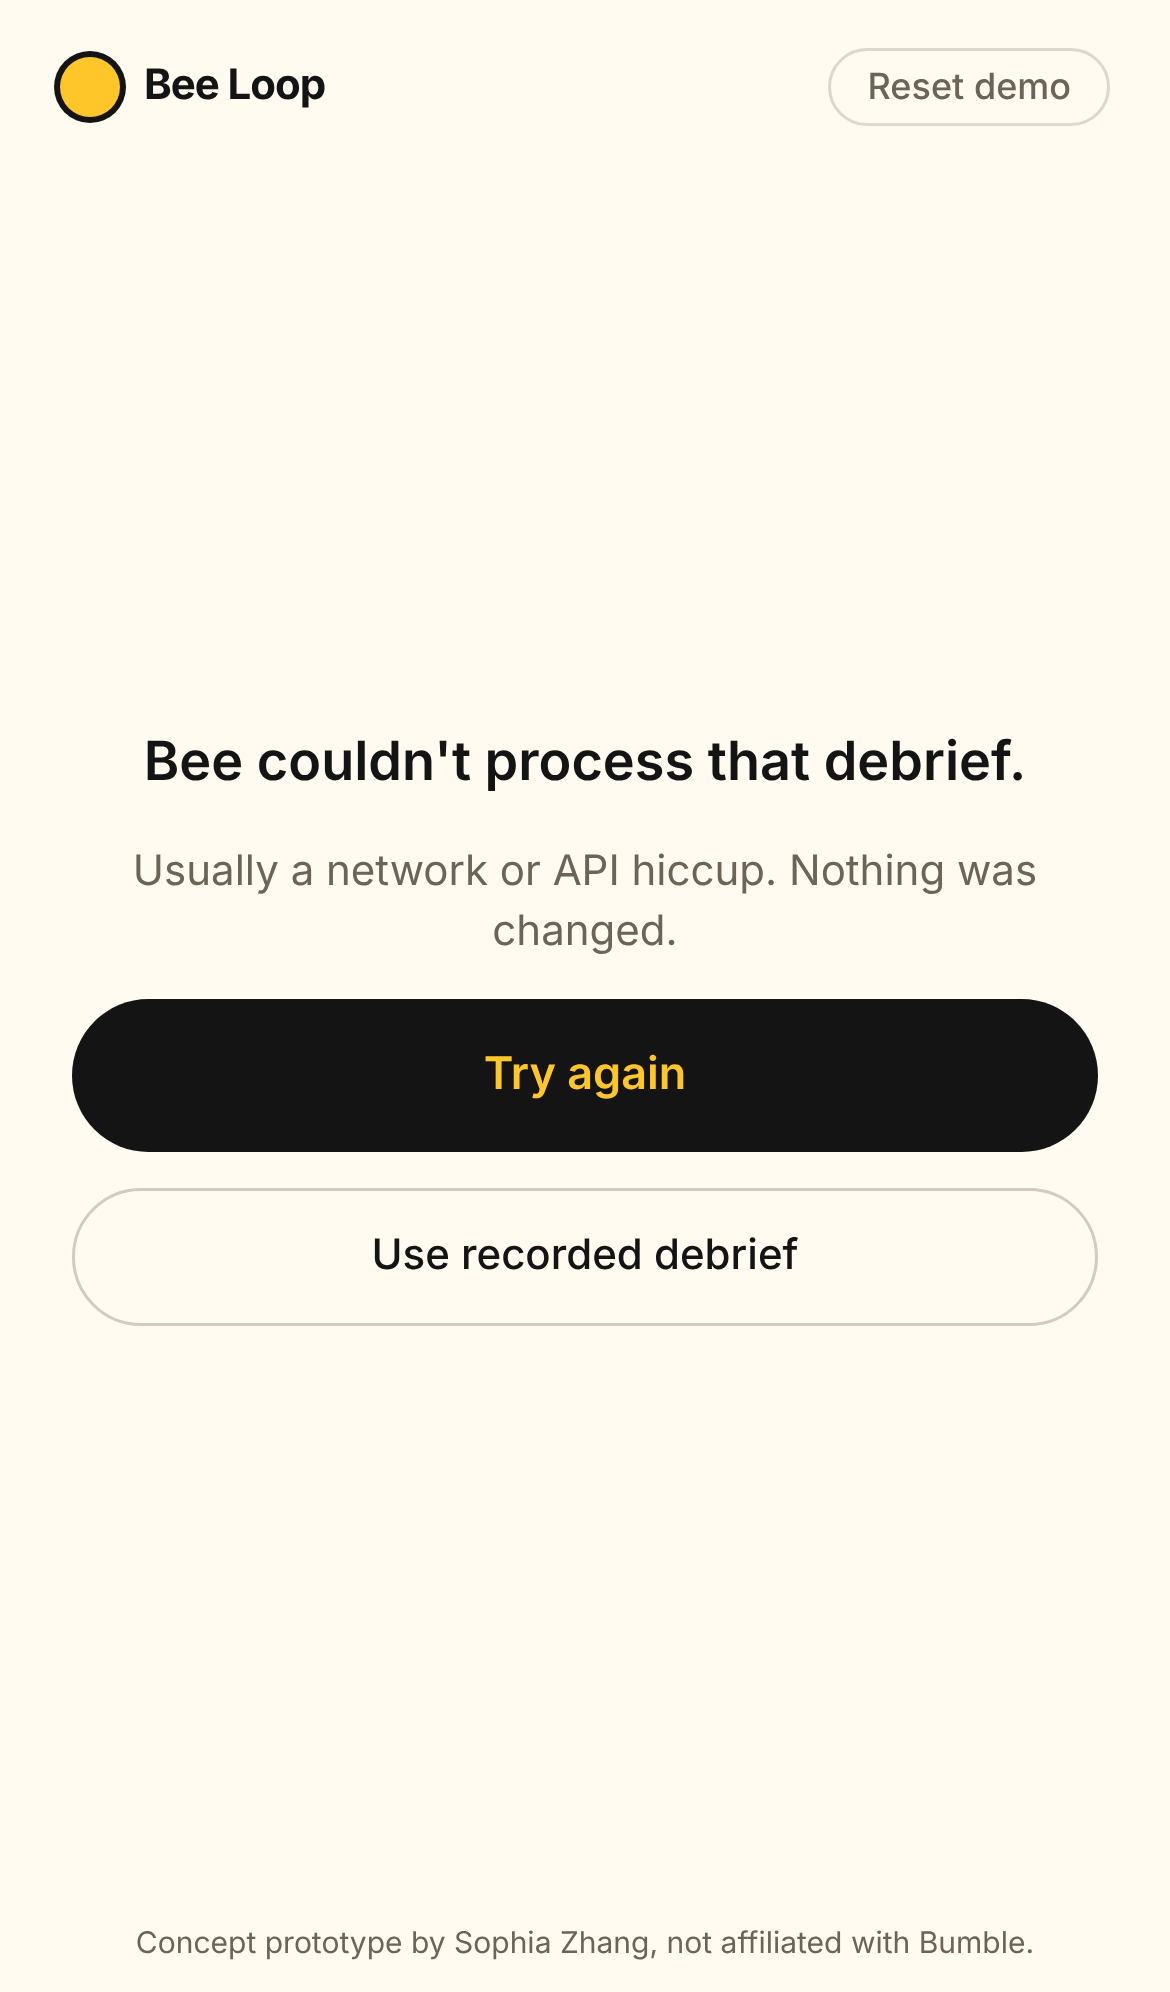 Bee Loop
Reset demo
Bee couldn't process that debrief.
Usually a network or API hiccup. Nothing was
changed.
Try again
Use recorded debrief
Concept prototype by Sophia Zhang, not affiliated with Bumble.